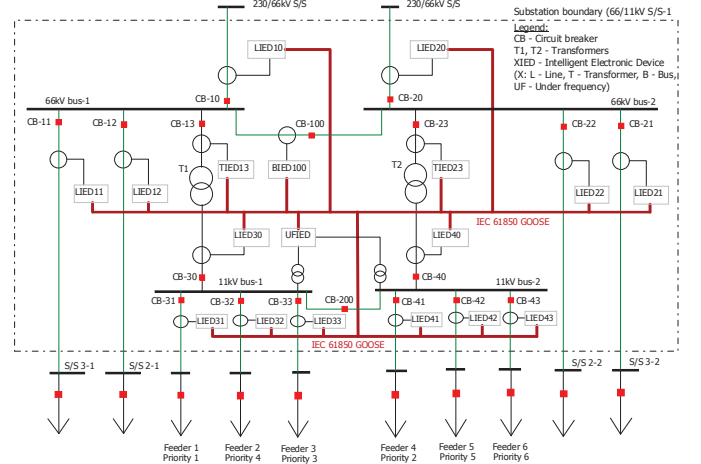 230/66kV S/S
230/66kV S/S
Substation boundary (66/11kV S/S-1
Legend:
CB - Circuit breaker
T1, T2 - Transformers
XIED - Intelligent Electronic Device
(X: L - Line, T - Transformer, B - Bus,
UF - Under frequency)
LIED10
LIED20
CB-10
CB-20
66kV bus-1
66kV bus-2
CB-11
CB-12
CB-13
CB-100
CB-23
CB-22
CB-21
T1
TIED13
BIED100
T2
TIED23
LIED11
LIED12
LIED22
LIED21
IEC 61850 GOOSE
LIED30
UFIED
LIED40
CB-30
CB-40
11kV bus-1
11kV bus-2
CB-31
CB-32
CB-33
CB-200
CB-41
CB-42
CB-43
LIED31
LIED32
LIED33
LIED41
LIED42
LIED43
IEC 61850 GOOSE
S/S 3-1
S/S 2-1
S/S 2-2
S/S 3-2
Feeder 1
Priority 1
Feeder 2
Priority 4
Feeder 3
Priority 3
Feeder 4
Priority 2
Feeder 5
Priority 5
Feeder 6
Priority 6